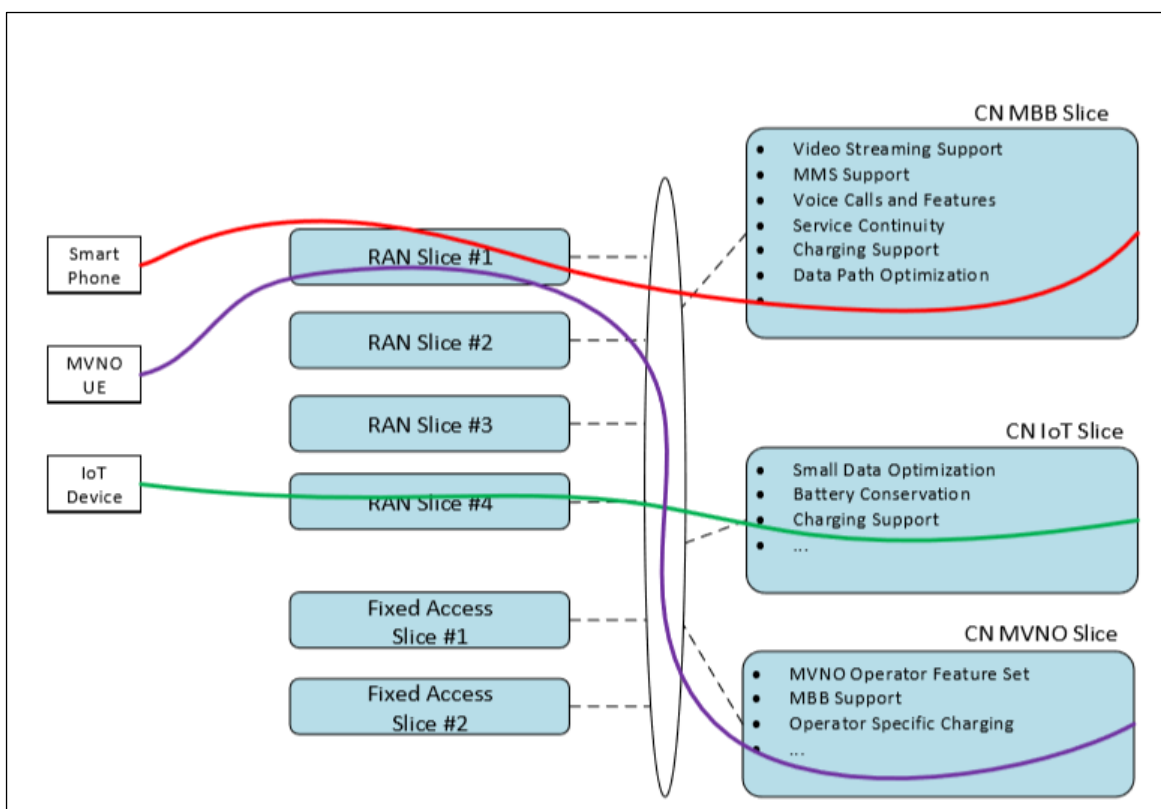 CN MBB Slice
• Video Streaming Support
• MMS Support
• Voice Calls and Features
• Service Continuity
• Charging Support
• Data Path Optimization
•
Smart
Phone
MVNO
UE
IoT
Device
RAN Slice #1
RAN Slice #2
RAN Slice #3
RAN Slice #4
Fixed Access
Slice #1
Fixed Access
Slice #2
CN IoT Slice
• Small Data Optimization
• Battery Conservation
• Charging Support
• ...
CN MVNO Slice
• MVNO Operator Feature Set
• MBB Support
• Operator Specific Charging
• ...